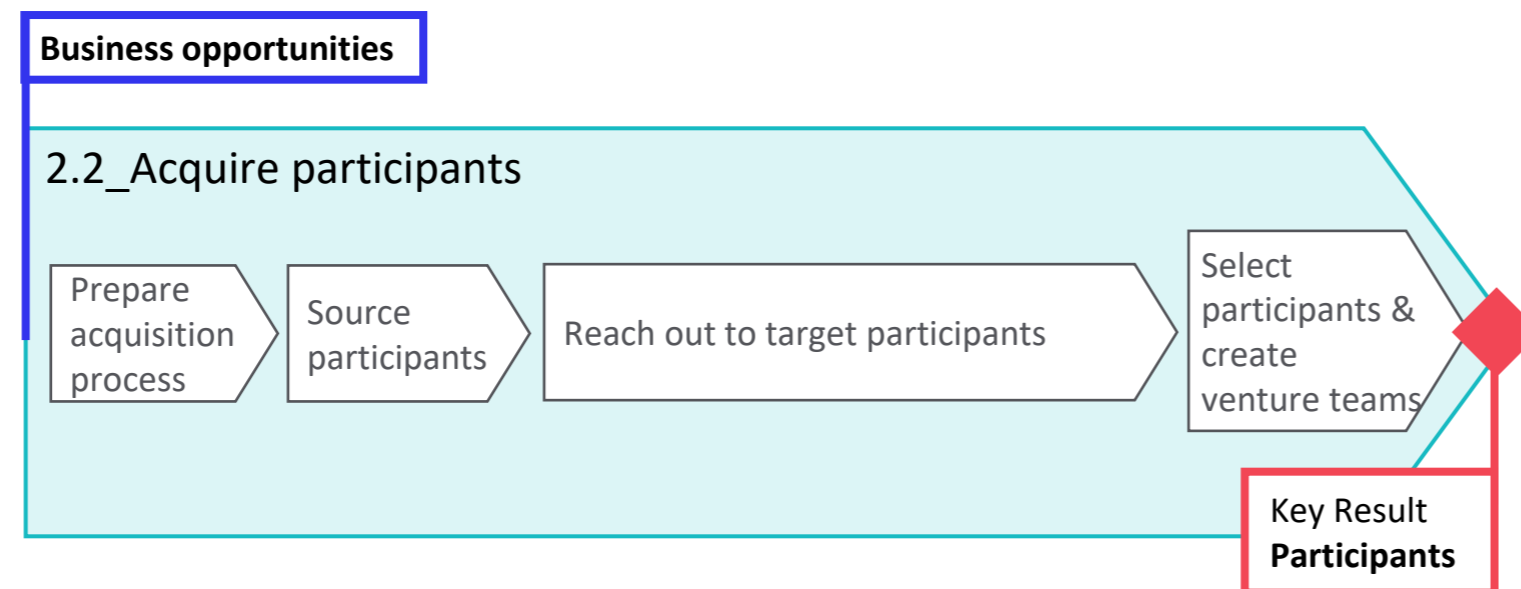 Business opportunities
2.2_Acquire participants
Prepare
acquisition
process
Source
participants
Reach out to target participants
Select
participants &
create
venture teams
Key Result
Participants